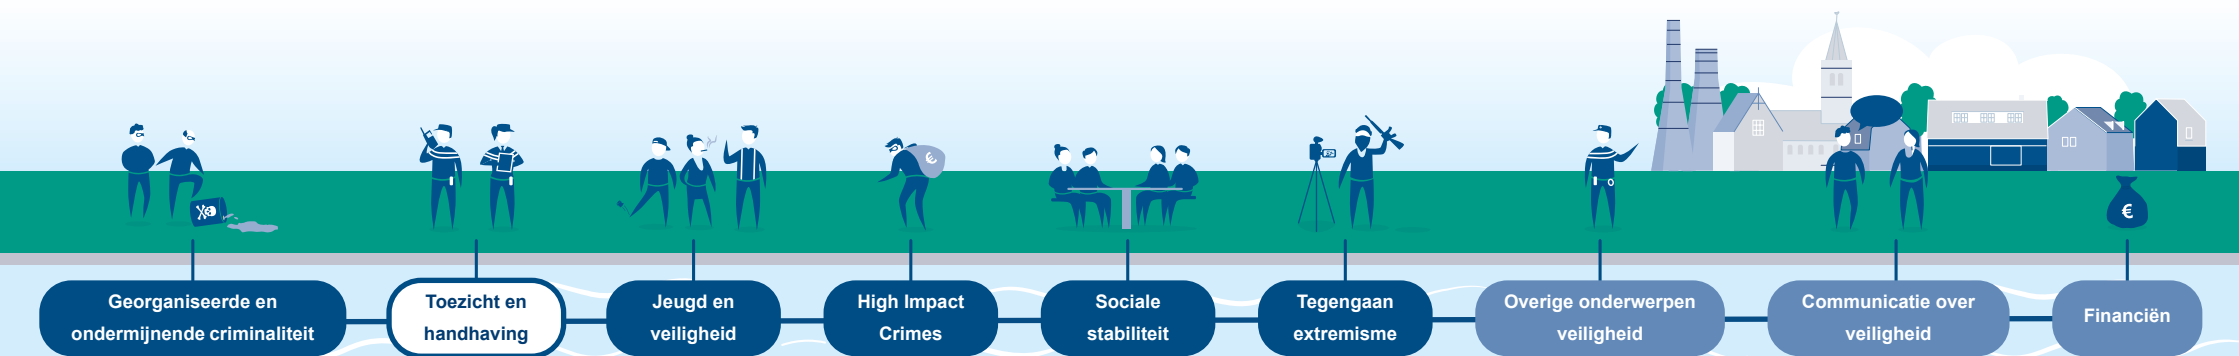 €
€
Georganiseerde en
ondermijnende criminaliteit
Toezicht en
handhaving
Jeugd en
veiligheid
High Impact
Crimes
Sociale
stabiliteit
Tegengaan
extremisme
Overige onderwerpen
veiligheid
Communicatie over
veiligheid
Financiën